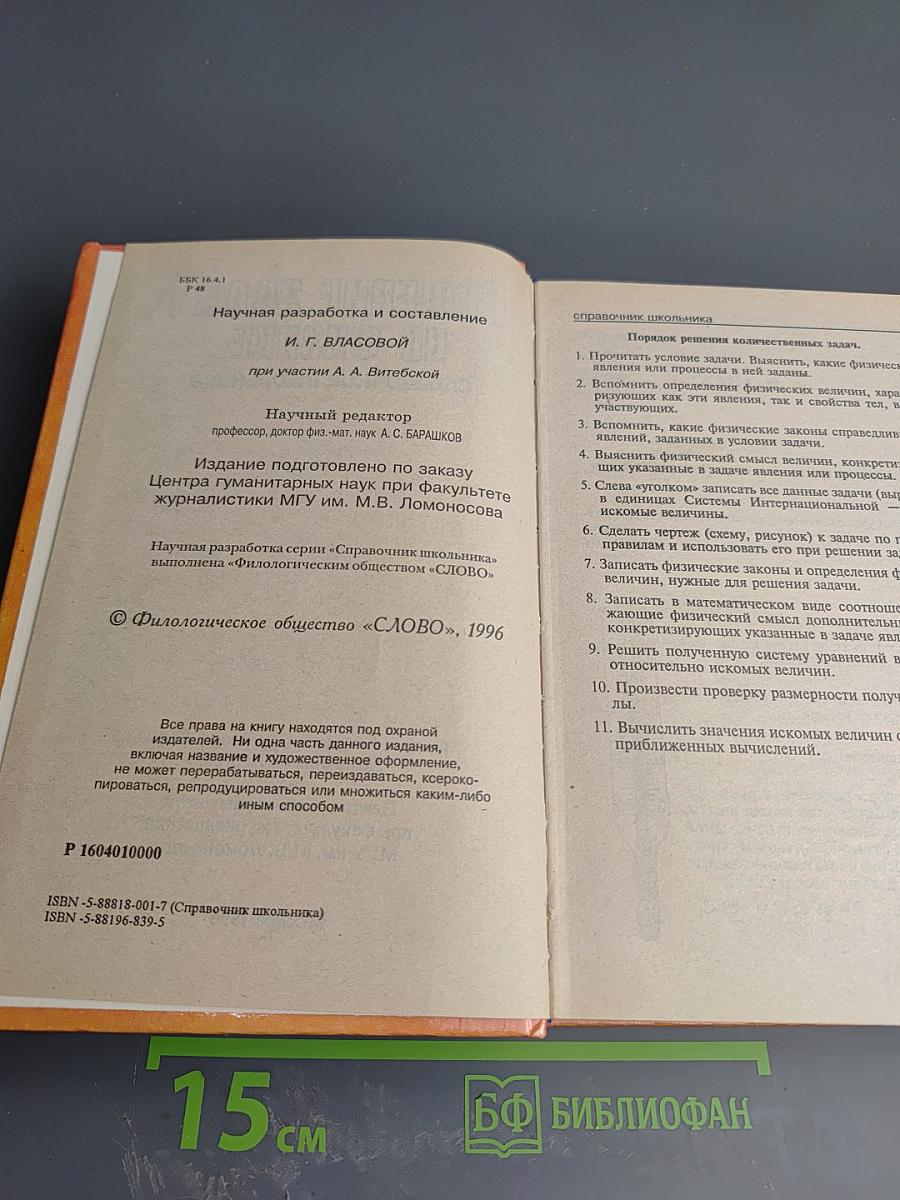 ББК 16.4.1
Р 48
Научная разработка и составление
И. Г. ВЛАСОВОЙ
при участии А. А. Витебской
Научный редактор
профессор, доктор физ.-мат. наук А. С. БАРАШКОВ
Издание подготовлено по заказу
Центра гуманитарных наук при факультете
журналистики МГУ им. М.В. Ломоносова
Научная разработка серии «Справочник школьника»
выполнена «Филологическим обществом «СЛОВО»
© Филологическое общество «СЛОВО», 1996
Все права на книгу находятся под охраной
издателей. Ни одна часть данного издания,
включая название и художественное оформление,
не может перерабатываться, переиздаваться, ксероко-
пироваться, репродуцироваться или множиться каким-либо
иным способом
Р 1604010000
ISBN -5-88818-001-7 (Справочник школьника)
ISBN -5-88196-839-5
справочник школьника
Порядок решения количественных задач.
1. Прочитать условие задачи. Выяснить, какие физическ
явления или процессы в ней заданы.
2. Вспомнить определения физических величин, хара
ризующих как эти явления, так и свойства тел, в
участвующих.
3. Вспомнить, какие физические законы справедлив
явлений, заданных в условии задачи.
4. Выяснить физический смысл величин, конкретиз
щих указанные в задаче явления или процессы.
5. Слева «уголком» записать все данные задачи (выр
в единицах Системы Интернациональной —
искомые величины.
6. Сделать чертеж (схему, рисунок) к задаче по п
правилам и использовать его при решении за
7. Записать физические законы и определения ф
величин, нужные для решения задачи.
8. Записать в математическом виде соотноше
жающие физический смысл дополнительн
конкретизирующих указанные в задаче явл
9. Решить полученную систему уравнений в
относительно искомых величин.
10. Произвести проверку размерности получ
лы.
11. Вычислить значения искомых величин с
приближенных вычислений.
15 см
БФ БИБЛИОФАН